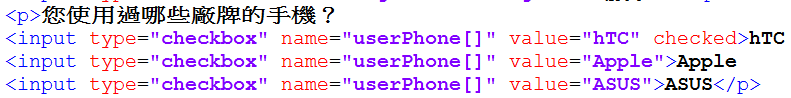 <p>您使用過哪些廠牌的手機？
<input type="checkbox" name="userPhone[]" value="hTC" checked>hTC
<input type="checkbox" name="userPhone[]" value="Apple">Apple
<input type="checkbox" name="userPhone[]" value="ASUS">ASUS</p>